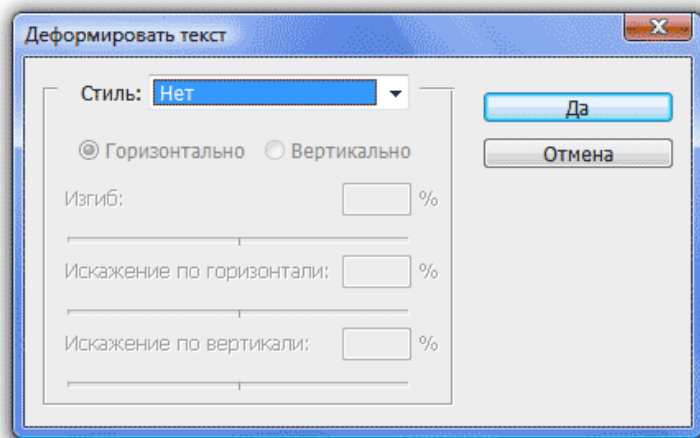 Деформировать текст
Стиль: Нет
Да
Горизонтально Вертикально
Отмена
Изгиб: %
Искажение по горизонтали: %
Искажение по вертикали: %